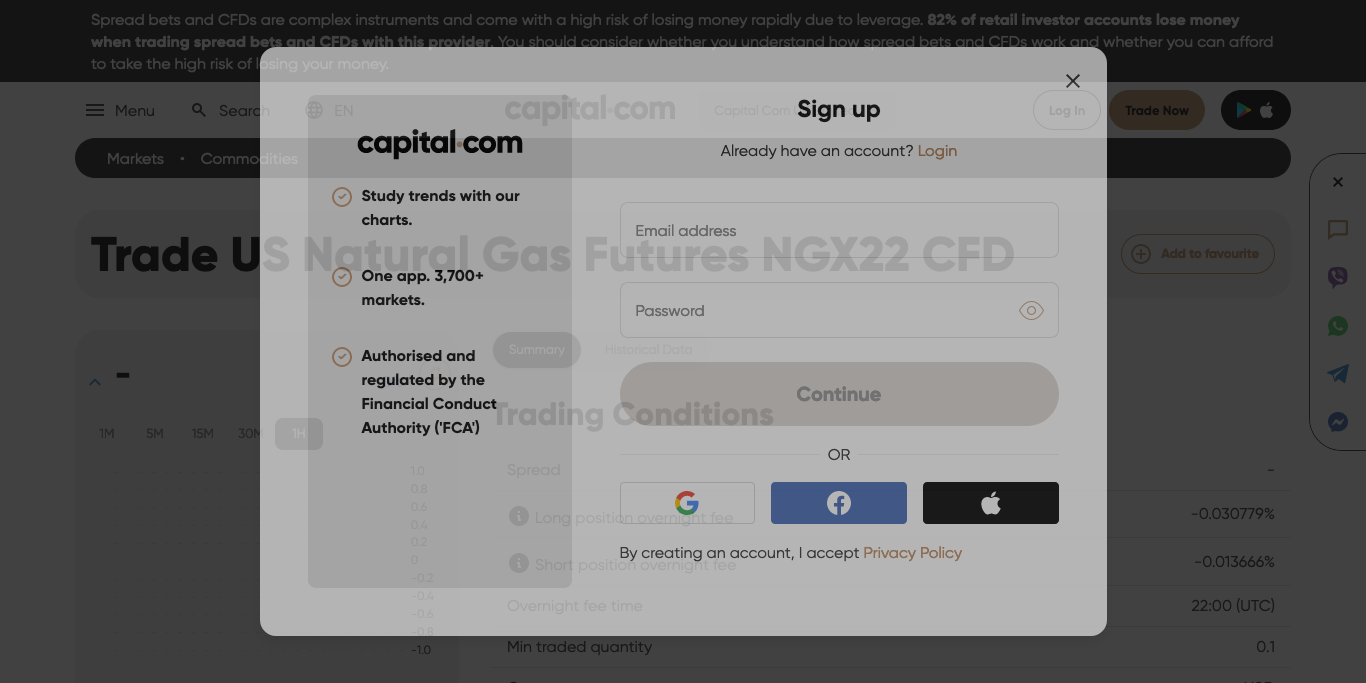 Spread bets and CFDs are complex instruments and come with a high risk of losing money rapidly due to leverage. 82% of retail investor accounts lose money
when trading spread bets and CFDs with this provider. You should consider whether you understand how spread bets and CFDs work and whether you can afford
to take the high risk of losing your money.
Menu
Search
EN
capital.com
Log In
Trade Now
Markets • Commodities
Trade US Natural Gas Futures NGX22 CFD
Add to favourite
Sign up
Already have an account? Login
capital.com
Study trends with our
charts.
One app. 3,700+
markets.
Authorised and
regulated by the
Financial Conduct
Authority ('FCA')
Email address
Password
Continue
OR
By creating an account, I accept Privacy Policy
-
1M 5M 15M 30M 1H
1.0
0.8
0.6
0.4
0.2
0
-0.2
-0.4
-0.6
-0.8
-1.0
Summary
Historical Data
Trading Conditions
Spread -
Long position overnight fee -0.030779%
Short position overnight fee -0.013666%
Overnight fee time 22:00 (UTC)
Min traded quantity 0.1